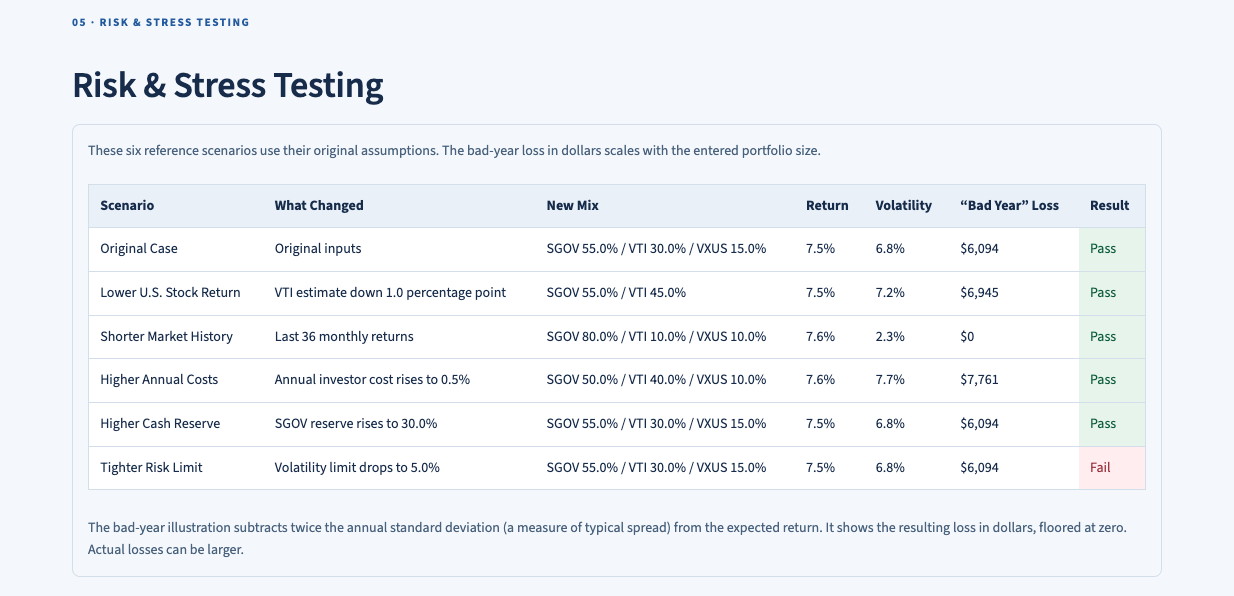 05 · RISK & STRESS TESTING
Risk & Stress Testing
These six reference scenarios use their original assumptions. The bad-year loss in dollars scales with the entered portfolio size.
Scenario What Changed New Mix Return Volatility “Bad Year” Loss Result
Original Case Original inputs SGOV 55.0% / VTI 30.0% / VXUS 15.0% 7.5% 6.8% $6,094 Pass
Lower U.S. Stock Return VTI estimate down 1.0 percentage point SGOV 55.0% / VTI 45.0% 7.5% 7.2% $6,945 Pass
Shorter Market History Last 36 monthly returns SGOV 80.0% / VTI 10.0% / VXUS 10.0% 7.6% 2.3% $0 Pass
Higher Annual Costs Annual investor cost rises to 0.5% SGOV 50.0% / VTI 40.0% / VXUS 10.0% 7.6% 7.7% $7,761 Pass
Higher Cash Reserve SGOV reserve rises to 30.0% SGOV 55.0% / VTI 30.0% / VXUS 15.0% 7.5% 6.8% $6,094 Pass
Tighter Risk Limit Volatility limit drops to 5.0% SGOV 55.0% / VTI 30.0% / VXUS 15.0% 7.5% 6.8% $6,094 Fail
The bad-year illustration subtracts twice the annual standard deviation (a measure of typical spread) from the expected return. It shows the resulting loss in dollars, floored at zero.
Actual losses can be larger.